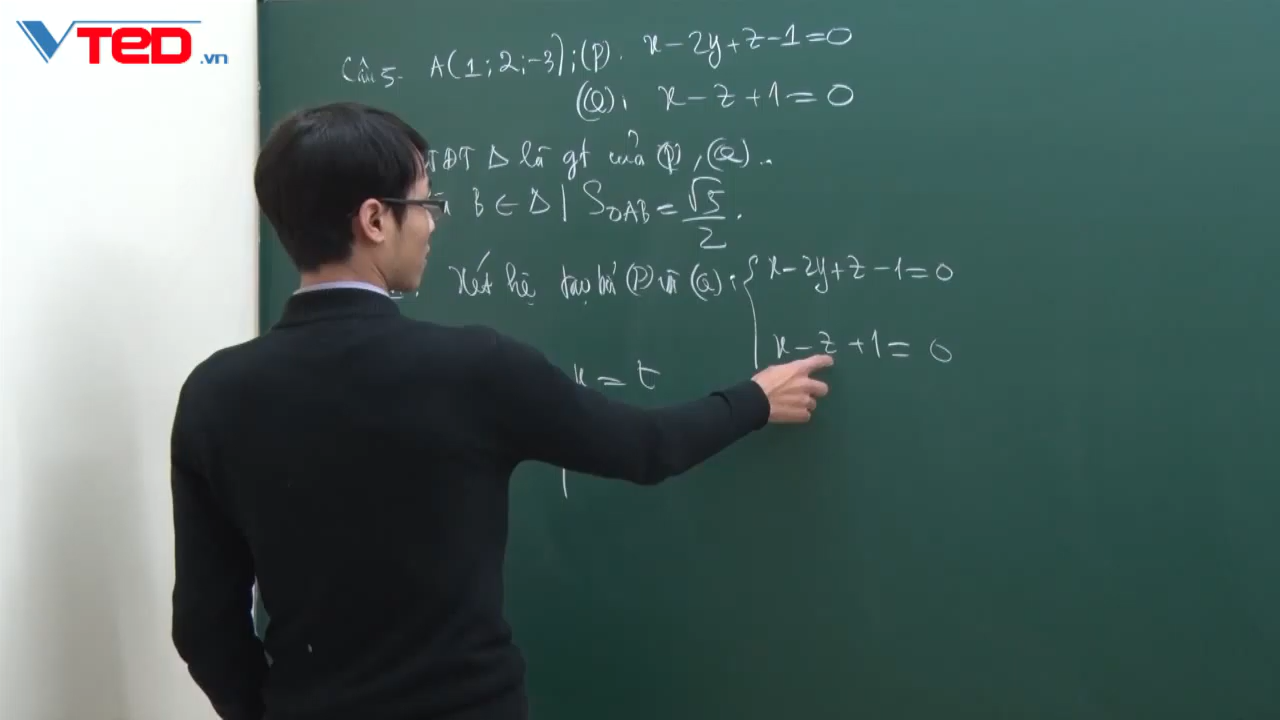 VTED.vn
Câu 5. A(1;2;-3);(P). x-2y+z-1=0
(Q): x-z+1=0
TĐT Δ là gt của (P),(Q).
B∈Δ| S_OAB = √5/2.
Xét hệ tạo bởi (P) và (Q): { x-2y+z-1=0
x-z+1=0
x=t